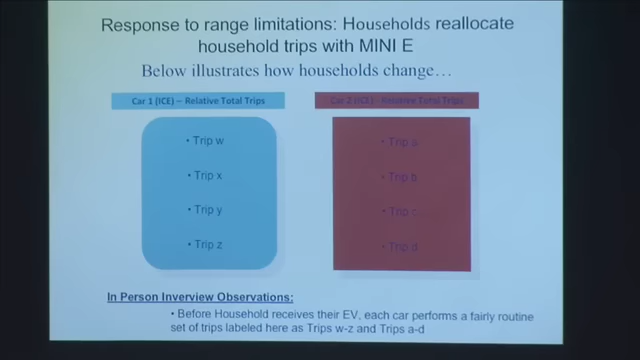 Response to range limitations: Households reallocate
household trips with MINI E
Below illustrates how households change…
Car 1 (ICE) – Relative Total Trips
Car 2 (ICE) - Relative Total Trips
• Trip w
• Trip x
• Trip y
• Trip z
• Trip a
• Trip b
• Trip c
• Trip d
In Person Inverview Observations:
• Before Household receives their EV, each car performs a fairly routine
set of trips labeled here as Trips w-z and Trips a-d